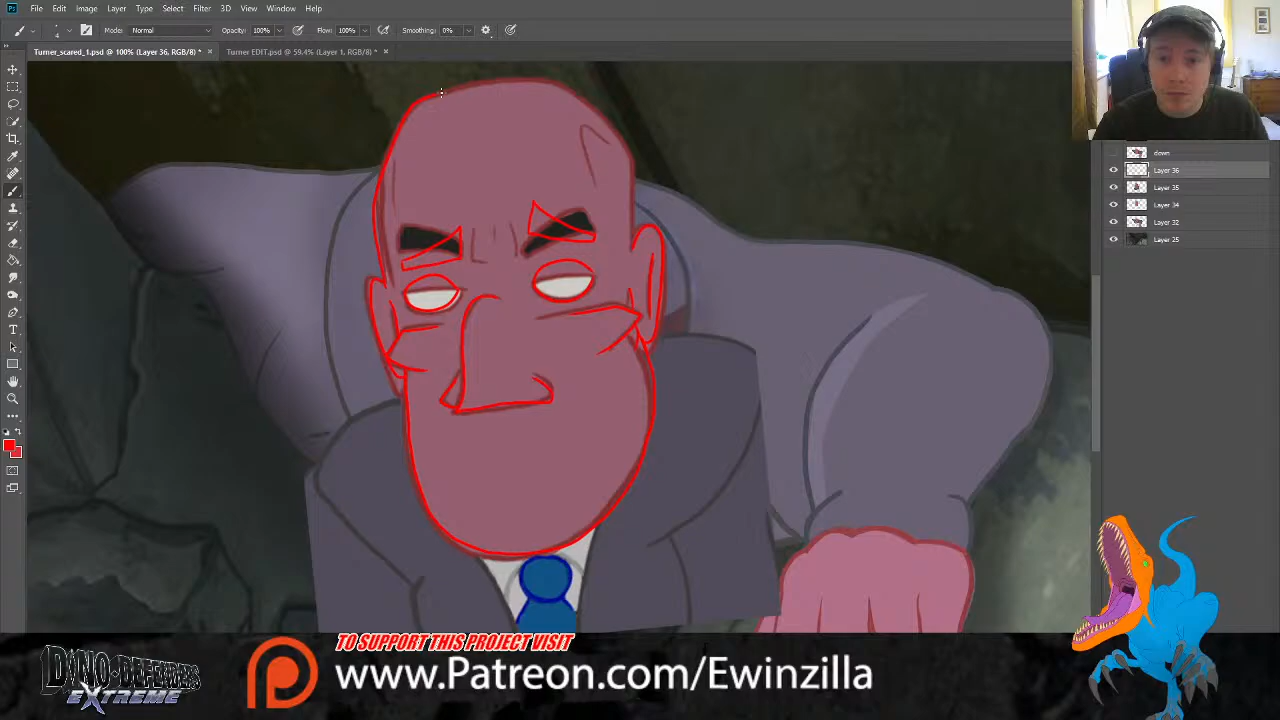 File Edit Image Layer Type Select Filter 3D View Window Help
Mode: Normal Opacity: 100% Flow: 100% Smoothing: 0%
Turner_scared_1.psd @ 100% (Layer 36, RGB/8) * × Turner EDIT.psd @ 59.4% (Layer 1, RGB/8) * ×
down
Layer 36
Layer 35
Layer 34
Layer 32
Layer 25
TO SUPPORT THIS PROJECT VISIT
www.Patreon.com/Ewinzilla
DINO-DEFENDERS
EXTREME